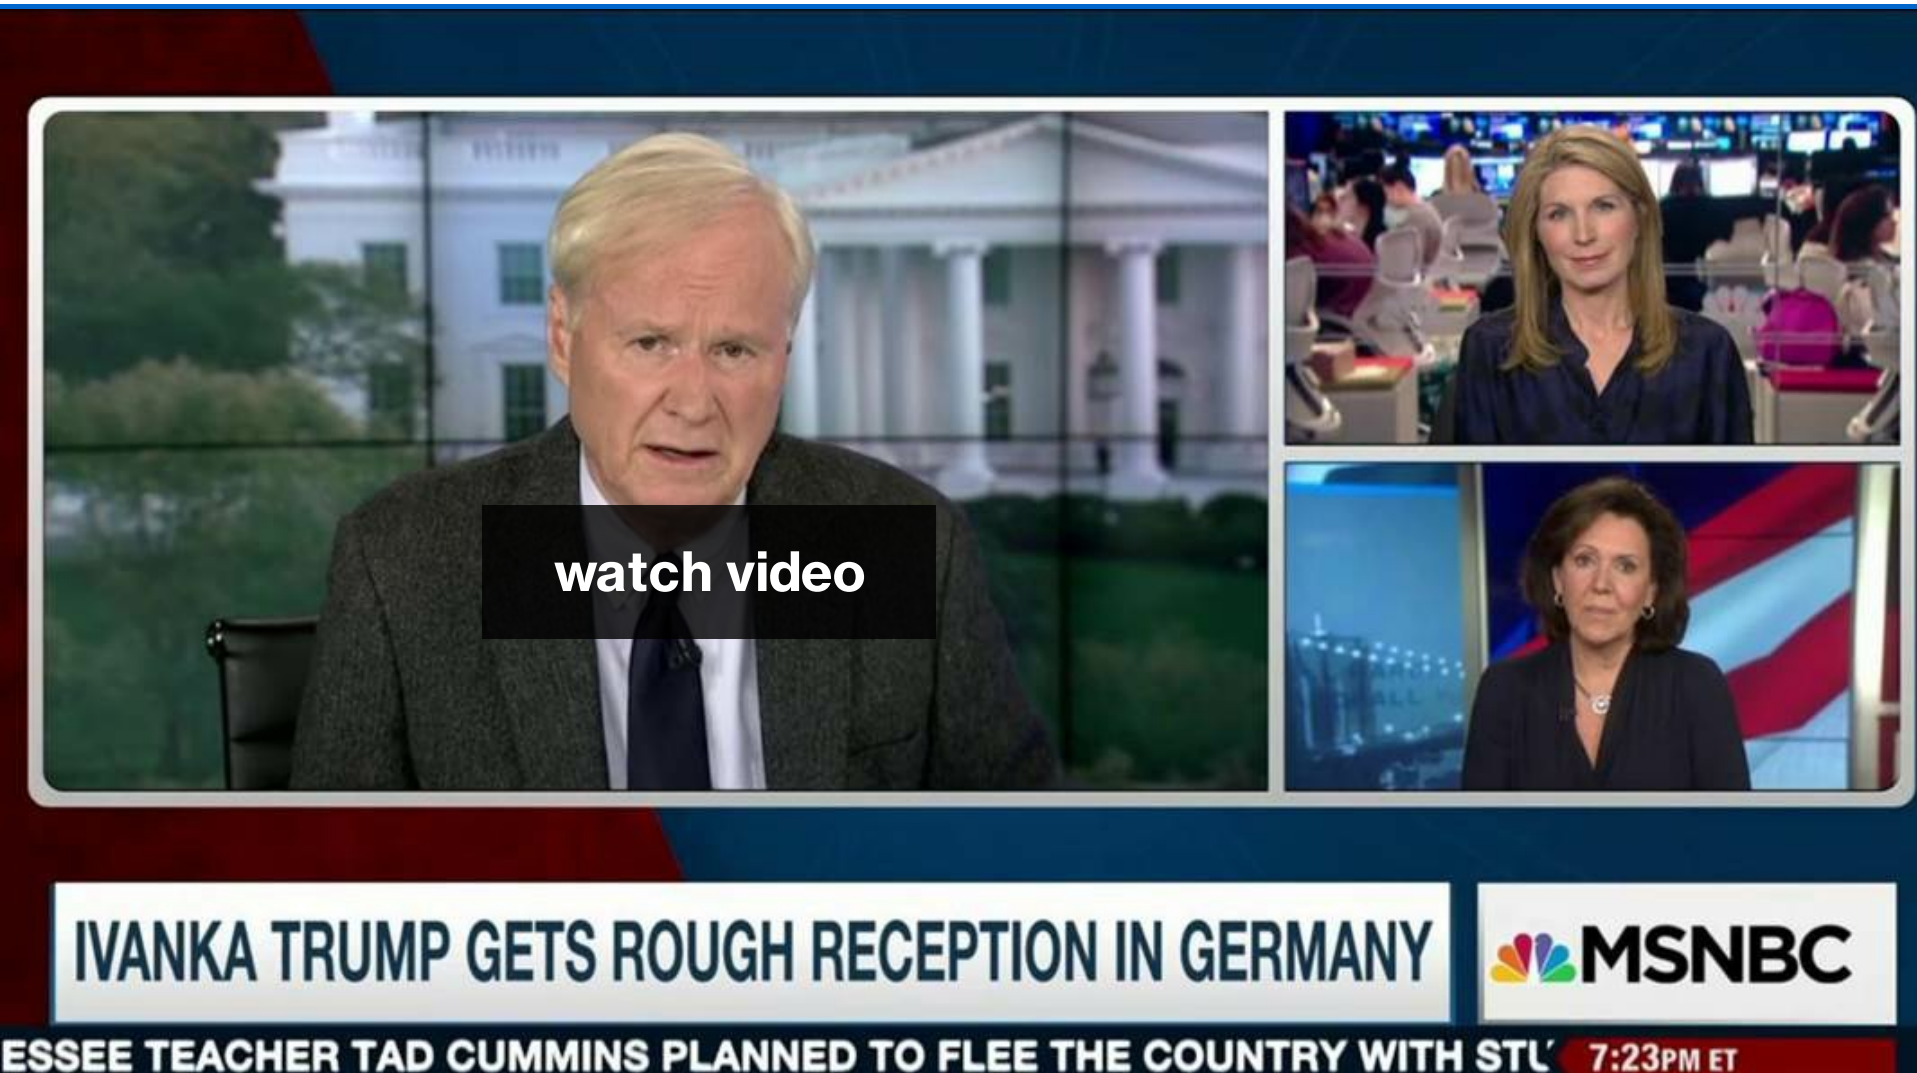 watch video
IVANKA TRUMP GETS ROUGH RECEPTION IN GERMANY
MSNBC
ESSEE TEACHER TAD CUMMINS PLANNED TO FLEE THE COUNTRY WITH STU
7:23PM ET